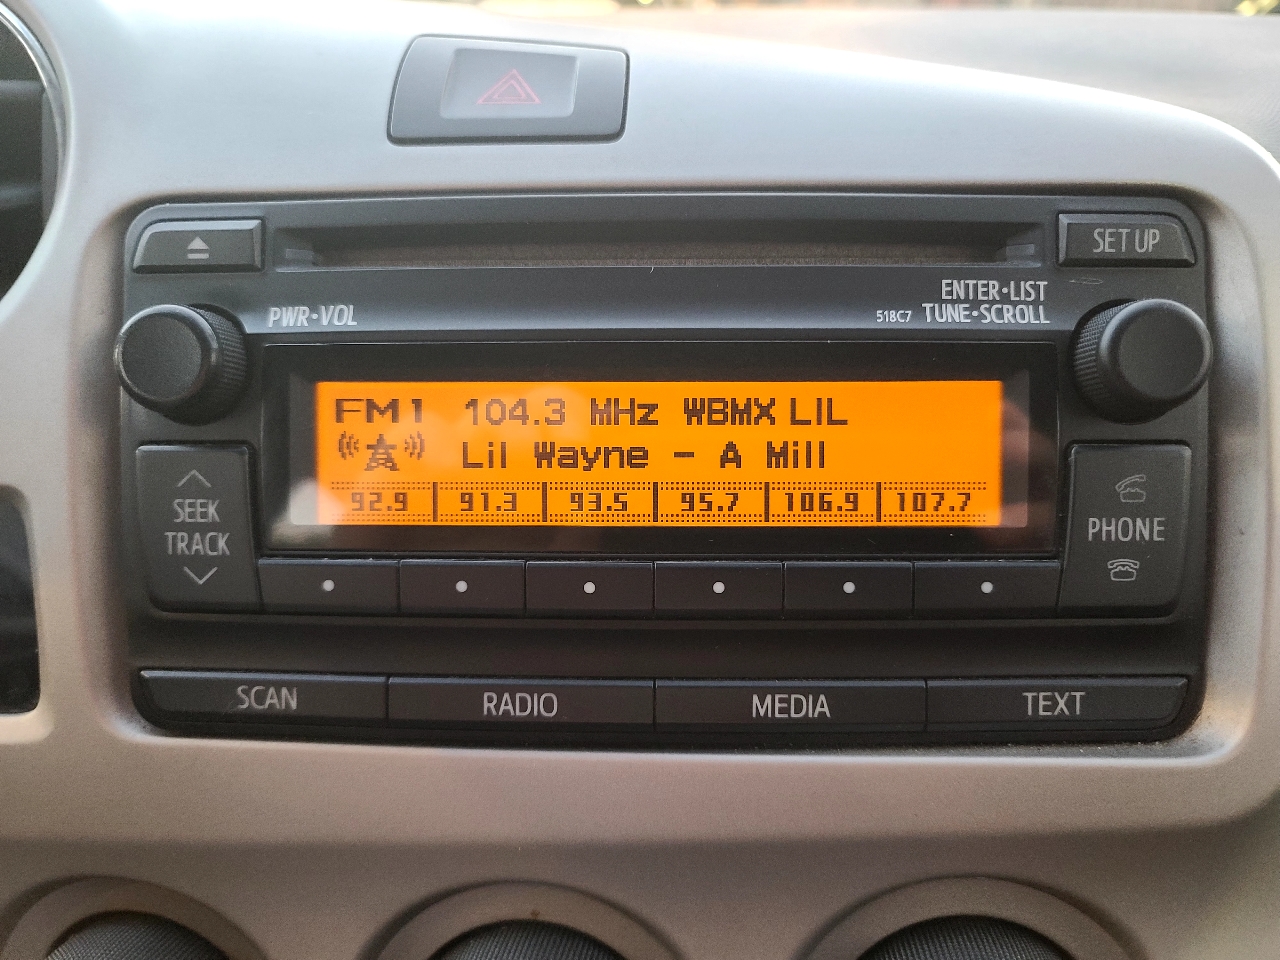 SET UP
ENTER•LIST
PWR•VOL
518C7 TUNE•SCROLL
FM1 104.3 MHz WBMX LIL
Lil Wayne - A Mill
92.9 91.3 93.5 95.7 106.9 107.7
SEEK
TRACK
PHONE
SCAN RADIO MEDIA TEXT